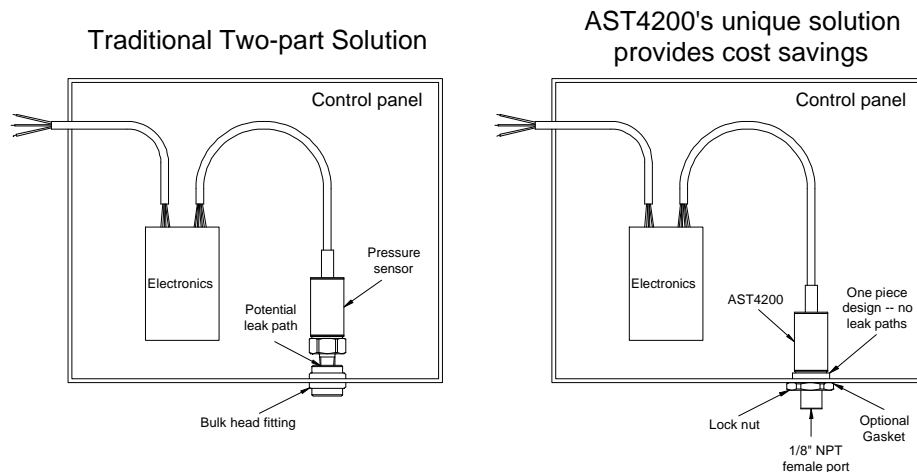 Traditional Two-part Solution
Control panel
Electronics
Pressure
sensor
Potential
leak path
Bulk head fitting
AST4200's unique solution
provides cost savings
Control panel
Electronics
AST4200
One piece
design -- no
leak paths
Lock nut
Optional
Gasket
1/8" NPT
female port